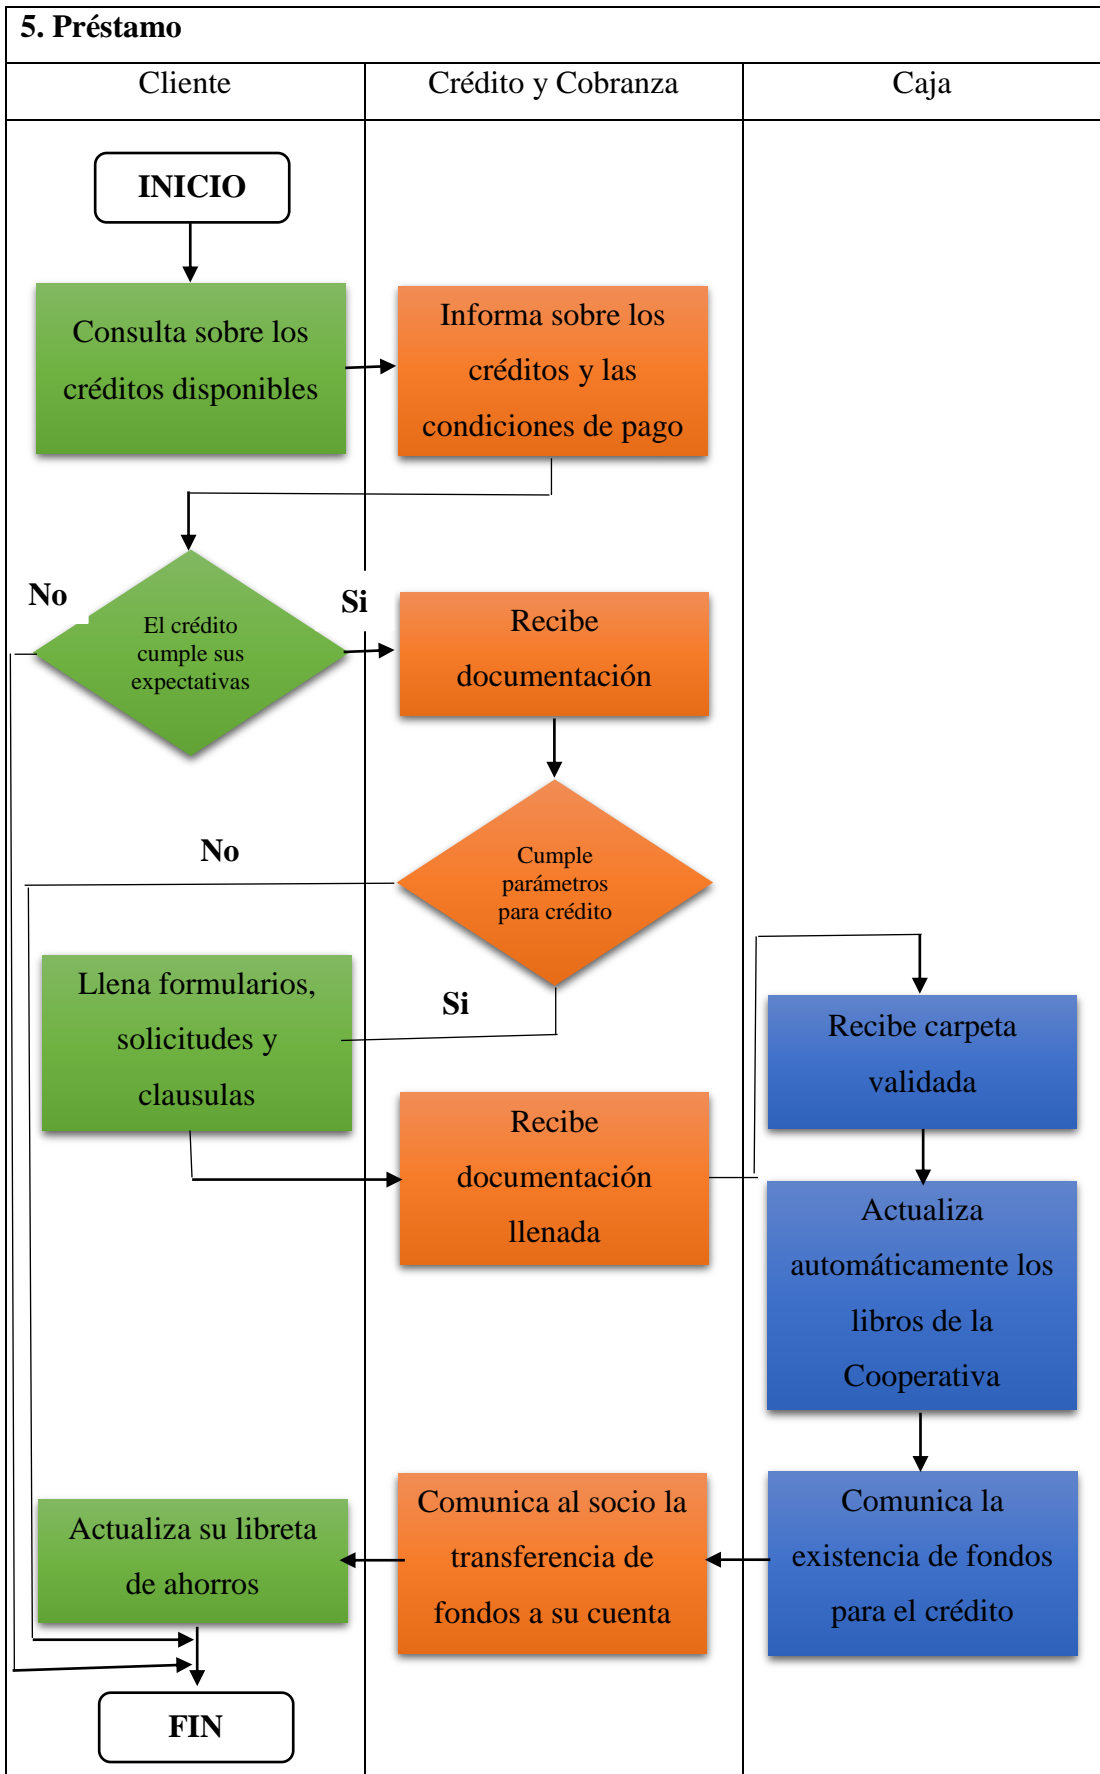 5. Préstamo
Cliente
Crédito y Cobranza
Caja
INICIO
Consulta sobre los
créditos disponibles
Informa sobre los
créditos y las
condiciones de pago
No
El crédito
cumple sus
expectativas
Si
Recibe
documentación
No
Cumple
parámetros
para crédito
Si
Llena formularios,
solicitudes y
clausulas
Recibe
documentación
llenada
Recibe carpeta
validada
Actualiza
automáticamente los
libros de la
Cooperativa
Comunica la
existencia de fondos
para el crédito
Comunica al socio la
transferencia de
fondos a su cuenta
Actualiza su libreta
de ahorros
FIN